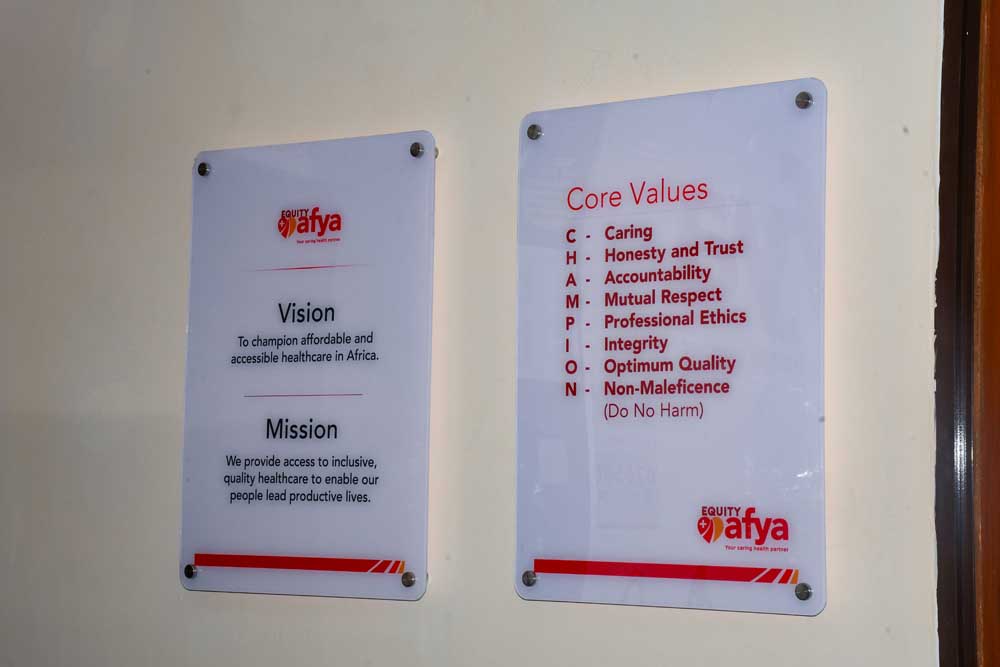 EQUITY
afya
Your caring health partner
Vision
To champion affordable and
accessible healthcare in Africa.
Mission
We provide access to inclusive,
quality healthcare to enable our
people lead productive lives.
Core Values
C - Caring
H - Honesty and Trust
A - Accountability
M - Mutual Respect
P - Professional Ethics
I - Integrity
O - Optimum Quality
N - Non-Maleficence
(Do No Harm)
EQUITY
afya
Your caring health partner